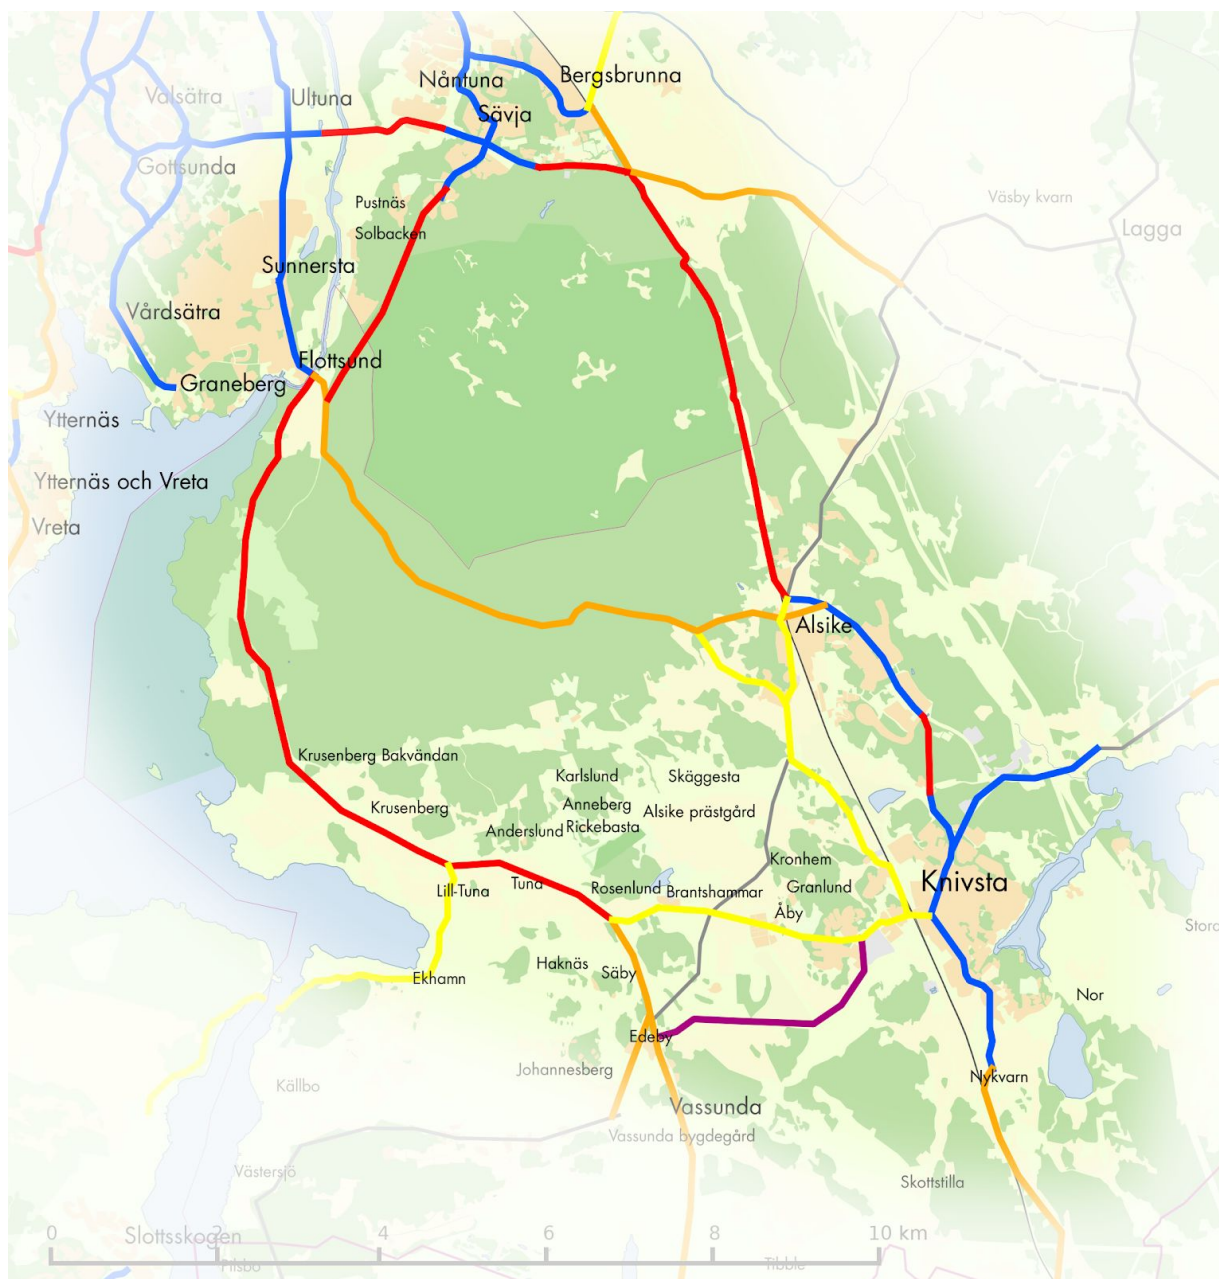 Nåntuna
Bergsbrunna
Valsätra
Ultuna
Sävja
Gottsunda
Väsby kvarn
Pustnäs
Lagga
Solbacken
Sunnersta
Vårdsätra
Flottsund
Graneberg
Ytternäs
Ytternäs och Vreta
Vreta
Alsike
Krusenberg Bakvändan
Karlslund
Skäggesta
Krusenberg
Anneberg
Alsike prästgård
Anderslund
Rickebasta
Kronhem
Knivsta
Lill-Tuna
Tuna
Rosenlund
Brantshammar
Granlund
Åby
Haknäs
Säby
Ekhamn
Nor
Edeby
Johannesberg
Nykvarn
Källbo
Vassunda
Vassunda bygdegård
Västersjö
Skottstilla
0 2 4 6 8 10 km
Slottsskogen
Tibble